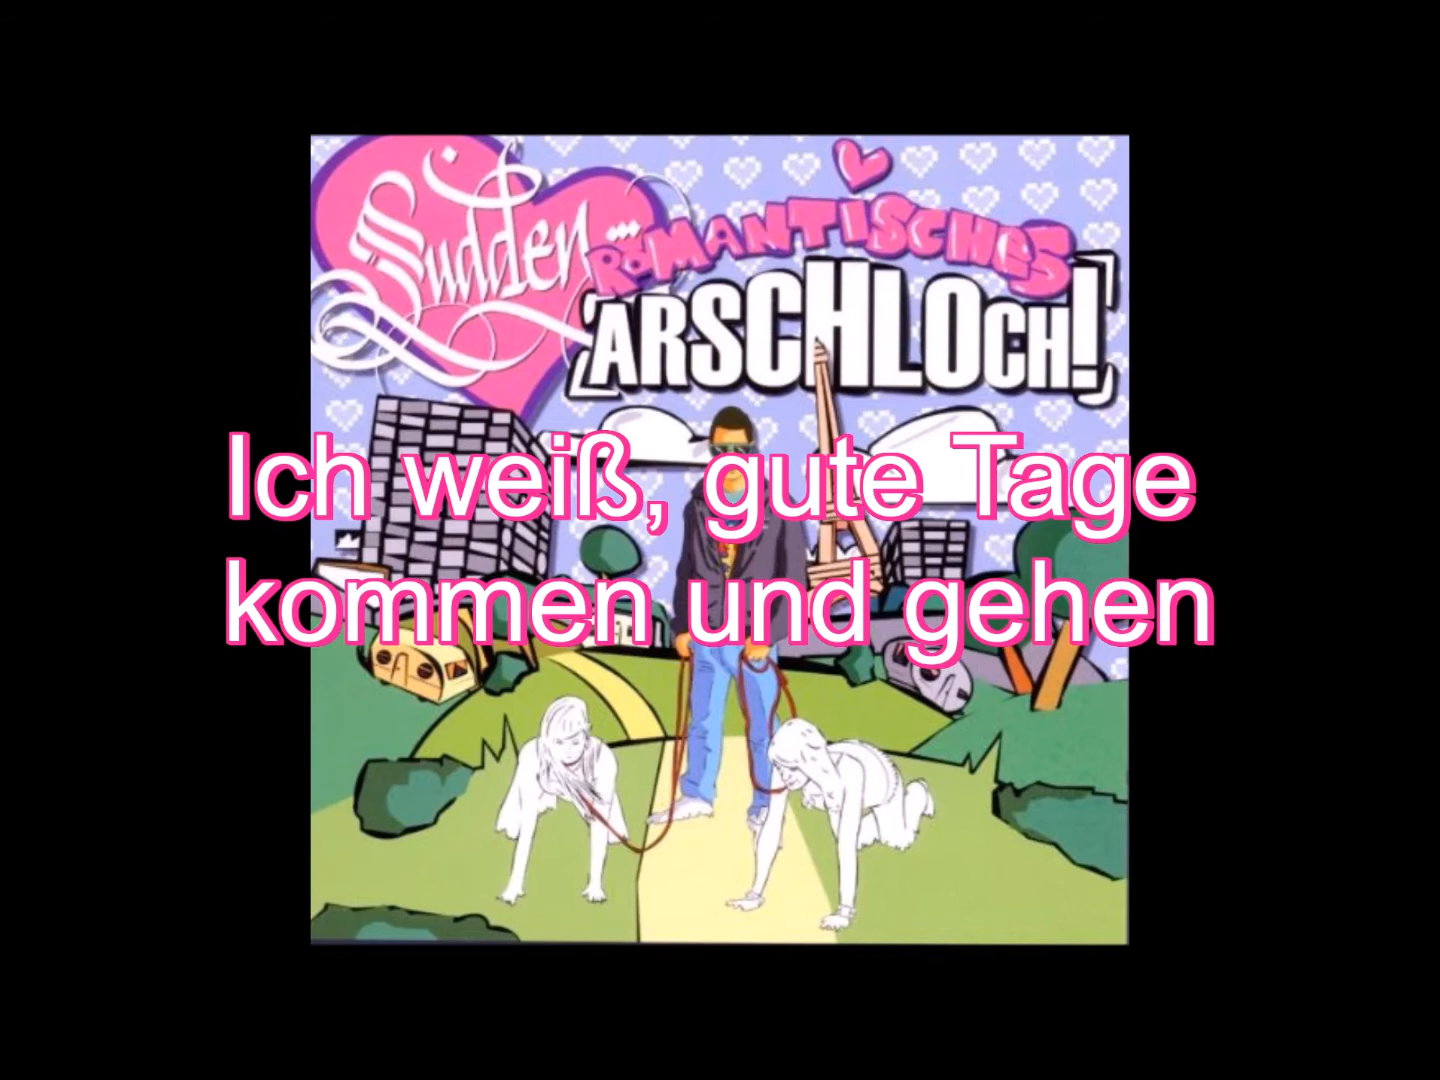 Sudden
...ROMANTISCHES
ARSCHLOCH!
Ich weiß, gute Tage
kommen und gehen